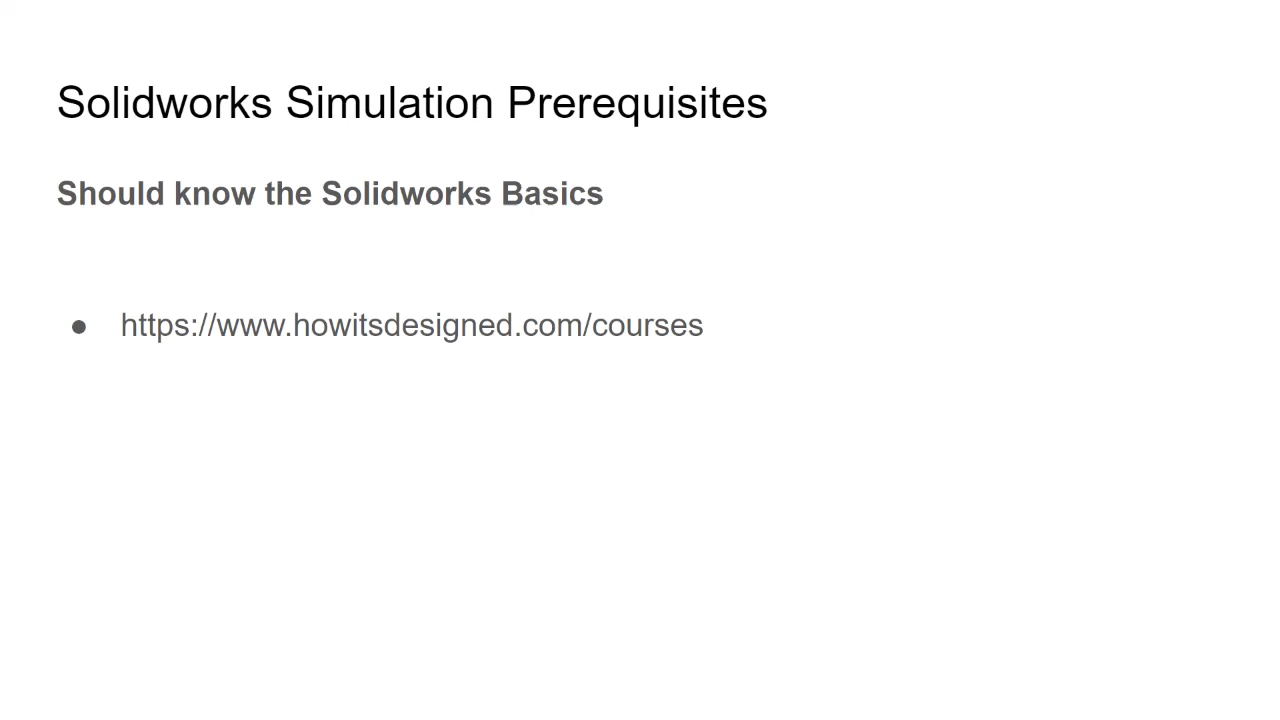 Solidworks Simulation Prerequisites
Should know the Solidworks Basics
● https://www.howitsdesigned.com/courses